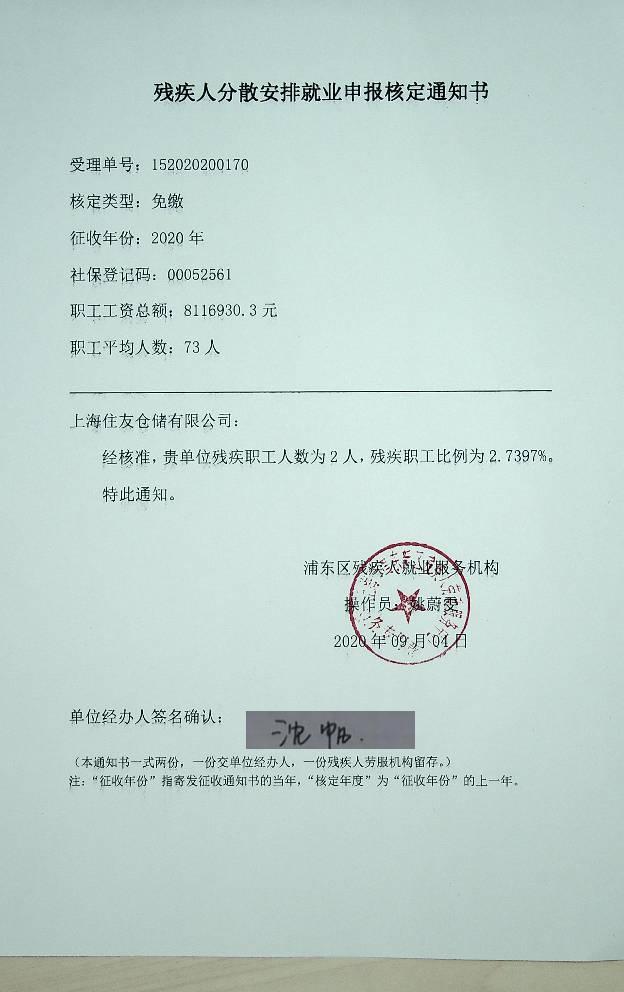 残疾人分散安排就业申报核定通知书
受理单号：152020200170
核定类型：免缴
征收年份：2020 年
社保登记码：00052561
职工工资总额：8116930.3 元
职工平均人数：73 人
上海住友仓储有限公司：
经核准，贵单位残疾职工人数为 2 人，残疾职工比例为 2.7397%。
特此通知。
浦东区残疾人就业服务机构
操作员：姚蔚雯
2020 年 09 月 04 日
单位经办人签名确认：
（本通知书一式两份，一份交单位经办人，一份残疾人劳服机构留存。）
注：“征收年份”指寄发征收通知书的当年，“核定年度”为“征收年份”的上一年。